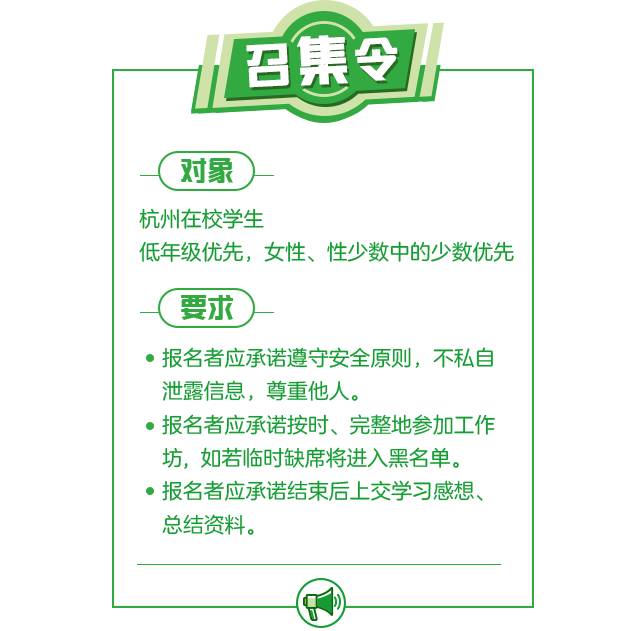 召集令
对象
杭州在校学生
低年级优先，女性、性少数中的少数优先
要求
报名者应承诺遵守安全原则，不私自
泄露信息，尊重他人。
报名者应承诺按时、完整地参加工作
坊, 如若临时缺席将进入黑名单。
报名者应承诺结束后上交学习感想、
总结资料。